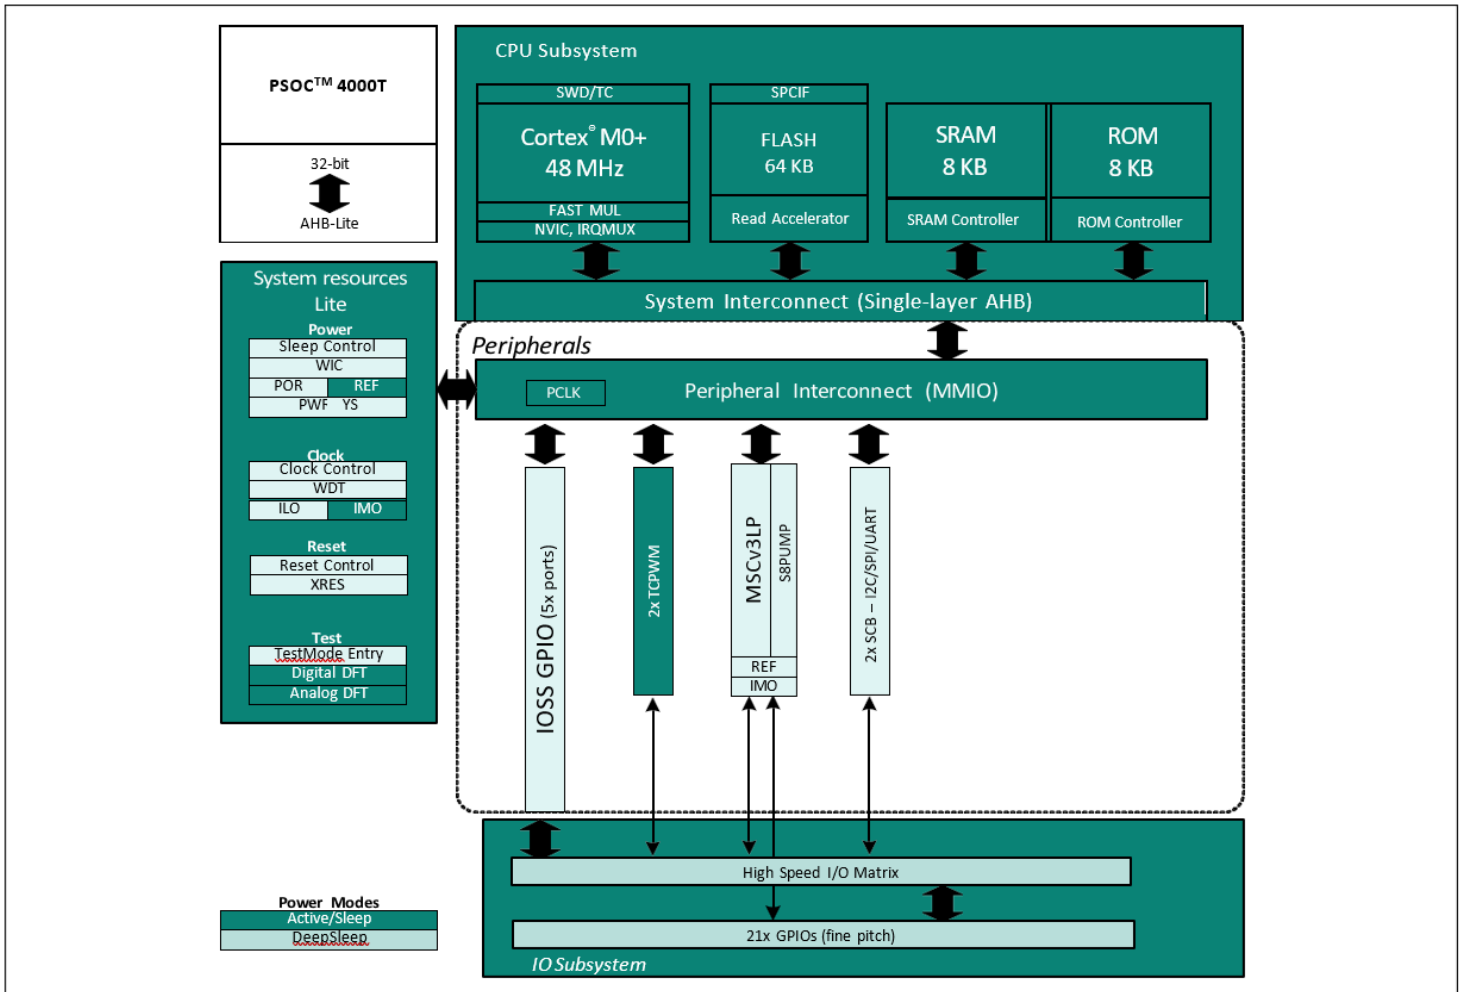 PSOC™ 4000T
32-bit
AHB-Lite
CPU Subsystem
SWD/TC
Cortex® M0+
48 MHz
FAST MUL
NVIC, IRQMUX
SPCIF
FLASH
64 KB
Read Accelerator
SRAM
8 KB
SRAM Controller
ROM
8 KB
ROM Controller
System Interconnect (Single-layer AHB)
System resources
Lite
Power
Sleep Control
WIC
POR REF
PWF YS
Clock
Clock Control
WDT
ILO IMO
Reset
Reset Control
XRES
Test
TestMode Entry
Digital DFT
Analog DFT
Peripherals
PCLK
Peripheral Interconnect (MMIO)
IOSS GPIO (5x ports)
2x TCPWM
MSCv3LP
S8PUMP
REF
IMO
2x SCB – I2C/SPI/UART
High Speed I/O Matrix
21x GPIOs (fine pitch)
IO Subsystem
Power Modes
Active/Sleep
DeepSleep